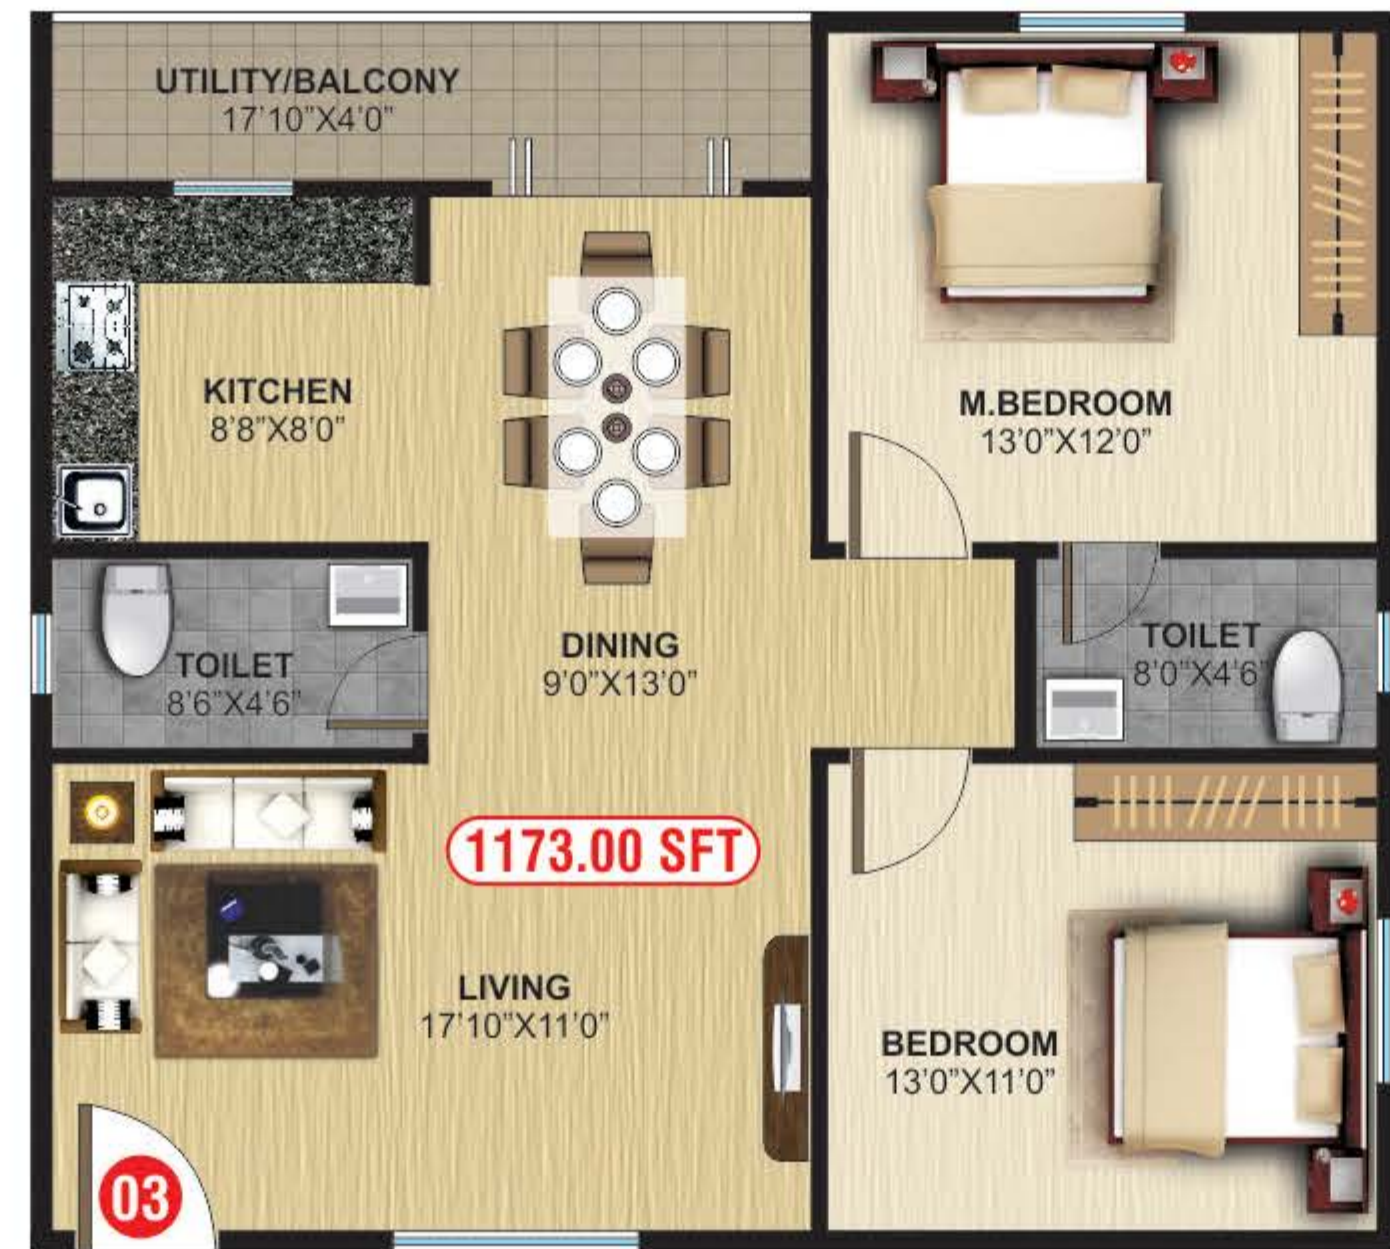 UTILITY/BALCONY
17’10”X4’0”
KITCHEN
8’8”X8’0”
M.BEDROOM
13’0”X12’0”
DINING
9’0”X13’0”
TOILET
8’6”X4’6”
TOILET
8’0”X4’6”
1173.00 SFT
LIVING
17’10”X11’0”
BEDROOM
13’0”X11’0”
03